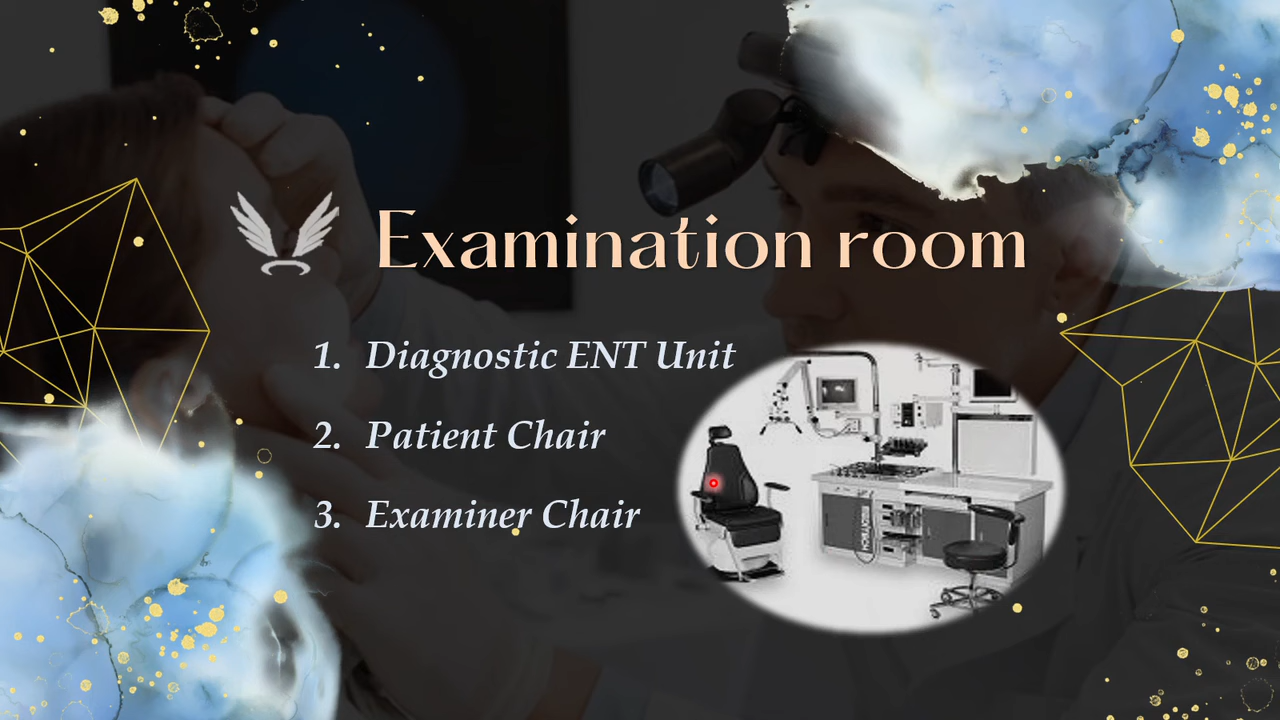 Examination room
1. Diagnostic ENT Unit
2. Patient Chair
3. Examiner Chair